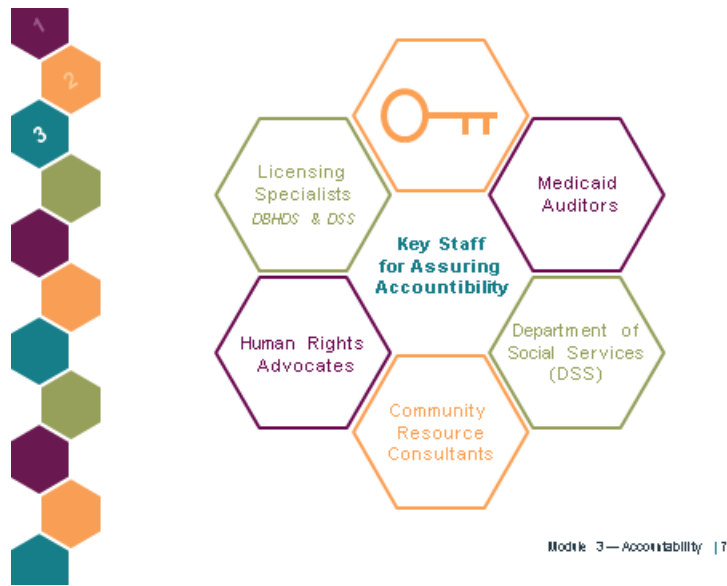 1
2
3
Licensing
Specialists
DBHDS & DSS
Medicaid
Auditors
Key Staff
for Assuring
Accountibility
Human Rights
Advocates
Department of
Social Services
(DSS)
Community
Resource
Consultants
Module 3 — Accountability | 7